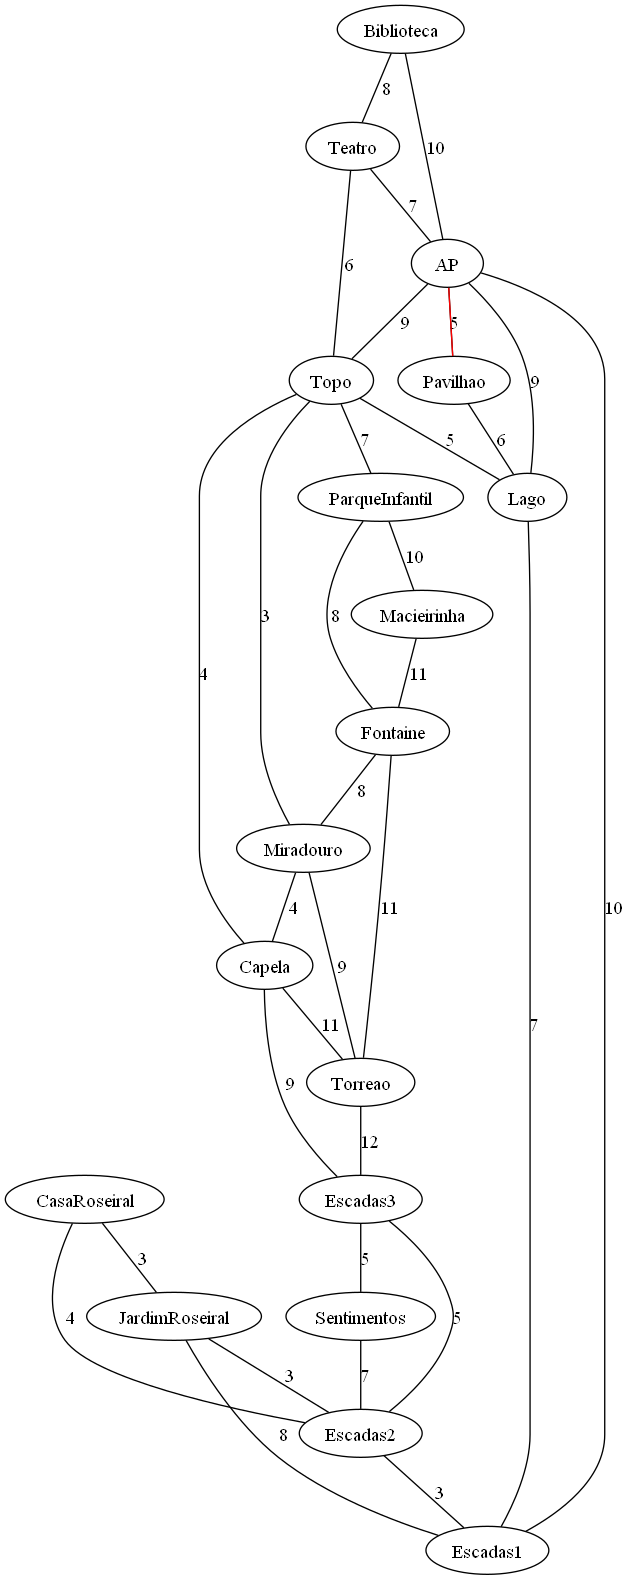 Biblioteca
8
Teatro
10
7
AP
6
9
5
9
Topo
Pavilhao
7
5
6
ParqueInfantil
Lago
10
3
8
Macieirinha
4
11
Fontaine
8
Miradouro
4
11
10
9
Capela
11
7
9
Torreao
12
CasaRoseiral
Escadas3
3
5
JardimRoseiral
Sentimentos
4
5
3
7
8
Escadas2
3
Escadas1